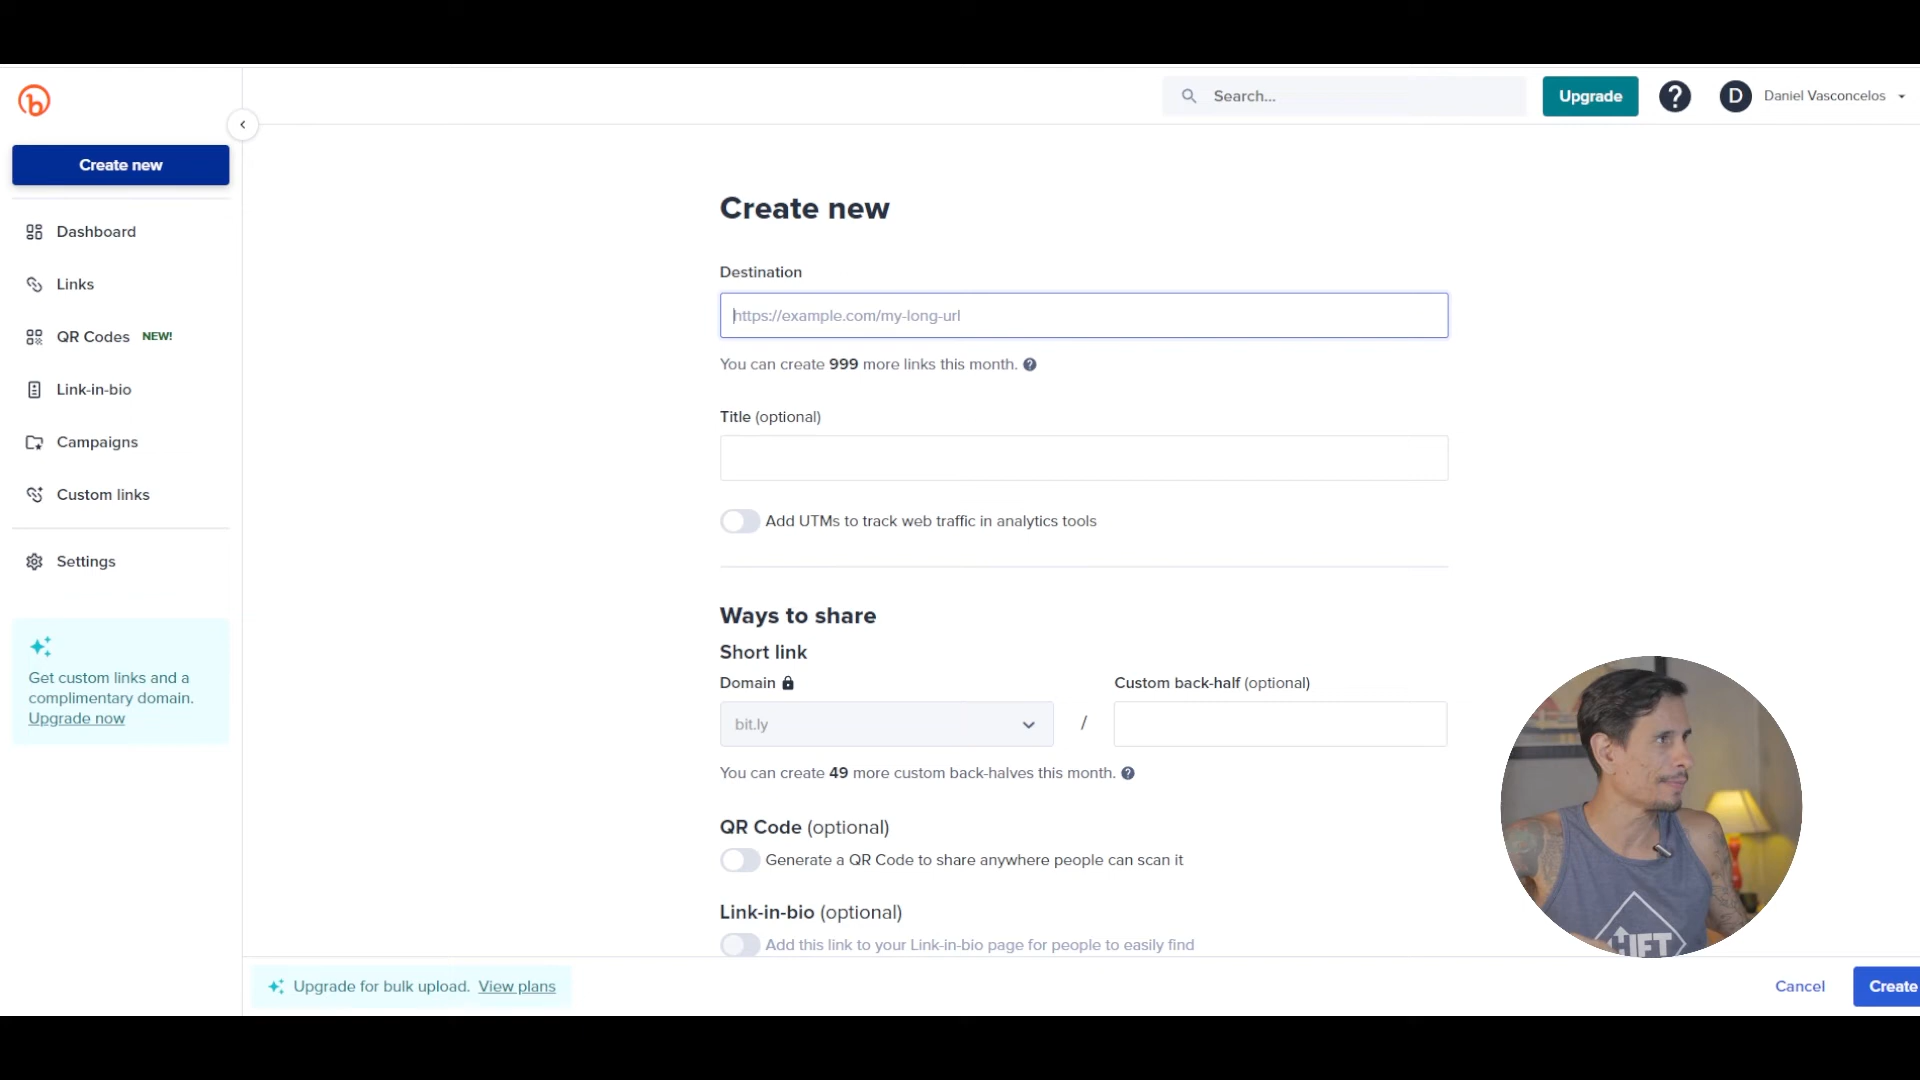 Search...
Upgrade
?
D
Daniel Vasconcelos
b
Create new
Dashboard
Links
QR Codes NEW!
Link-in-bio
Campaigns
Custom links
Settings
Get custom links and a
complimentary domain.
Upgrade now
Create new
Destination
https://example.com/my-long-url
You can create 999 more links this month. ?
Title (optional)
Add UTMs to track web traffic in analytics tools
Ways to share
Short link
Domain
Custom back-half (optional)
bit.ly
/
You can create 49 more custom back-halves this month. ?
QR Code (optional)
Generate a QR Code to share anywhere people can scan it
Link-in-bio (optional)
Add this link to your Link-in-bio page for people to easily find
Upgrade for bulk upload. View plans
Cancel
Create